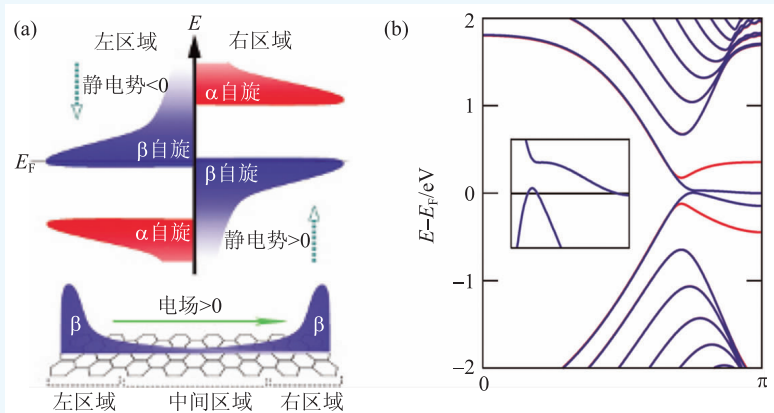 (a)
左区域
E
右区域
静电势<0
α自旋
β自旋
E_F
β自旋
α自旋
静电势>0
电场>0
β
β
左区域
中间区域
右区域
(b)
E−E_F/eV
2
1
0
−1
−2
0
π